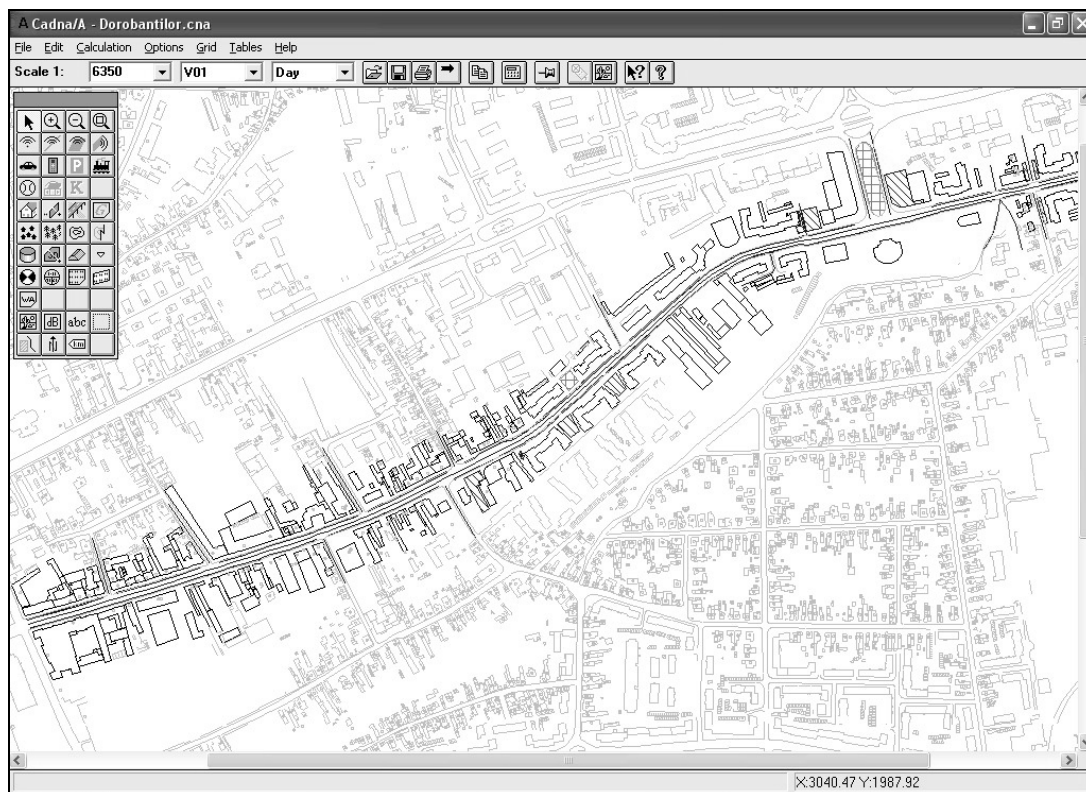 A Cadna/A - Dorobantilor.cna
File Edit Calculation Options Grid Tables Help
Scale 1: 6350 V01 Day
P
K
dB abc
X:3040.47 Y:1987.92